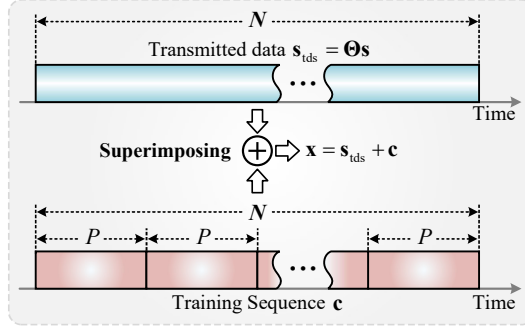 N
Transmitted data s_tds = Θs
...
Time
Superimposing + x = s_tds + c
N
P P P
...
Time
Training Sequence c